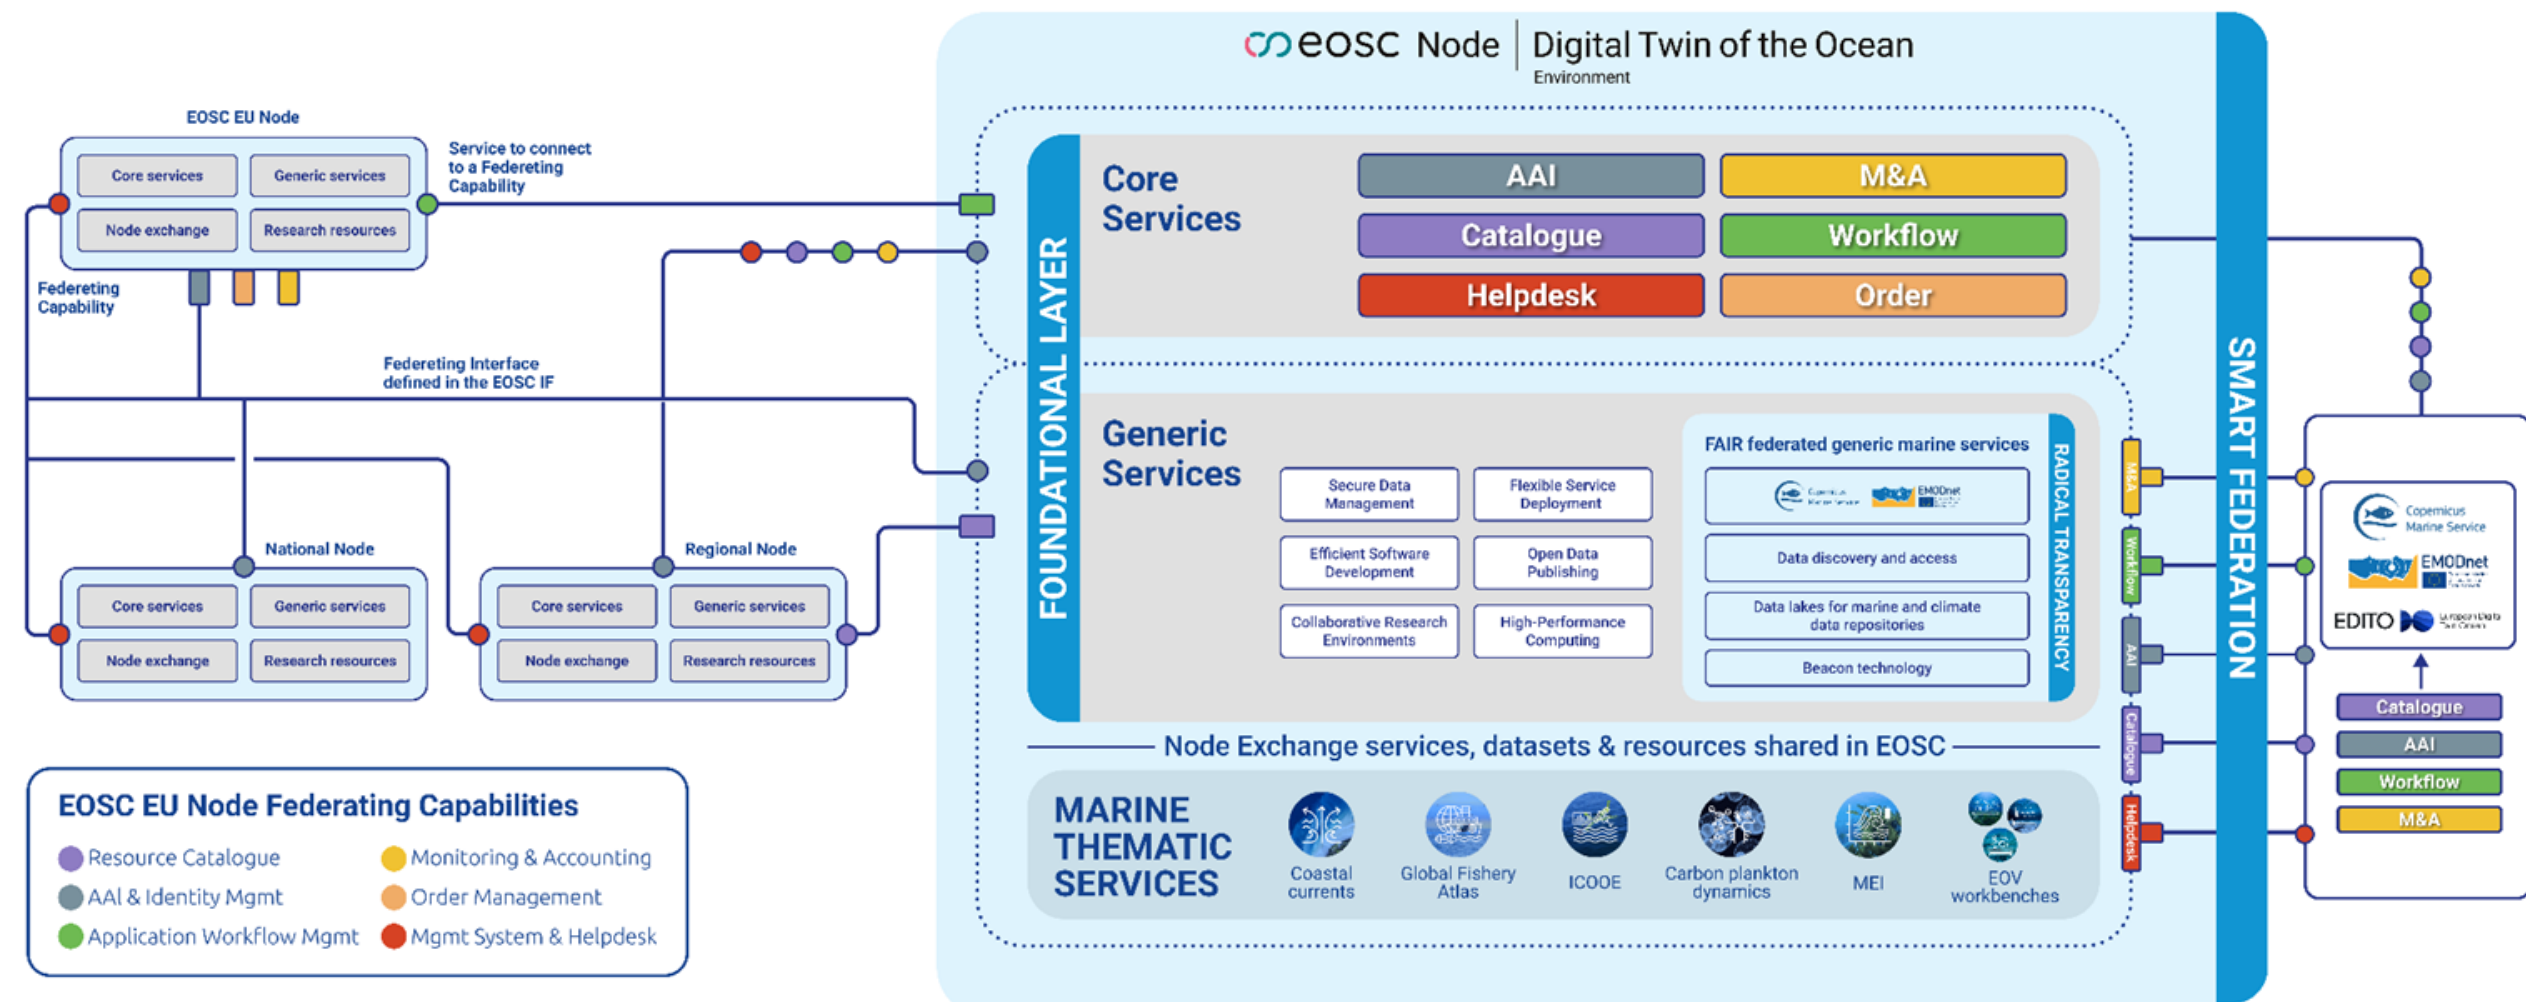 eosc Node | Digital Twin of the Ocean
Environment
EOSC EU Node
Core services
Generic services
Node exchange
Research resources
Service to connect
to a Federeting
Capability
Federeting
Capability
Federeting Interface
defined in the EOSC IF
National Node
Core services
Generic services
Node exchange
Research resources
Regional Node
Core services
Generic services
Node exchange
Research resources
EOSC EU Node Federating Capabilities
Resource Catalogue
Monitoring & Accounting
AAI & Identity Mgmt
Order Management
Application Workflow Mgmt
Mgmt System & Helpdesk
FOUNDATIONAL LAYER
Core
Services
AAI
M&A
Catalogue
Workflow
Helpdesk
Order
Generic
Services
Secure Data
Management
Flexible Service
Deployment
Efficient Software
Development
Open Data
Publishing
Collaborative Research
Environments
High-Performance
Computing
FAIR federated generic marine services
Copernicus
Marine Service
EMODnet
Data discovery and access
Data lakes for marine and climate
data repositories
Beacon technology
RADICAL TRANSPARENCY
Node Exchange services, datasets & resources shared in EOSC
MARINE
THEMATIC
SERVICES
Coastal
currents
Global Fishery
Atlas
ICOOE
Carbon plankton
dynamics
MEI
EOV
workbenches
M&A
Workflow
AAI
Catalogue
Helpdesk
SMART FEDERATION
Copernicus
Marine Service
EMODnet
EDITO
Catalogue
AAI
Workflow
M&A